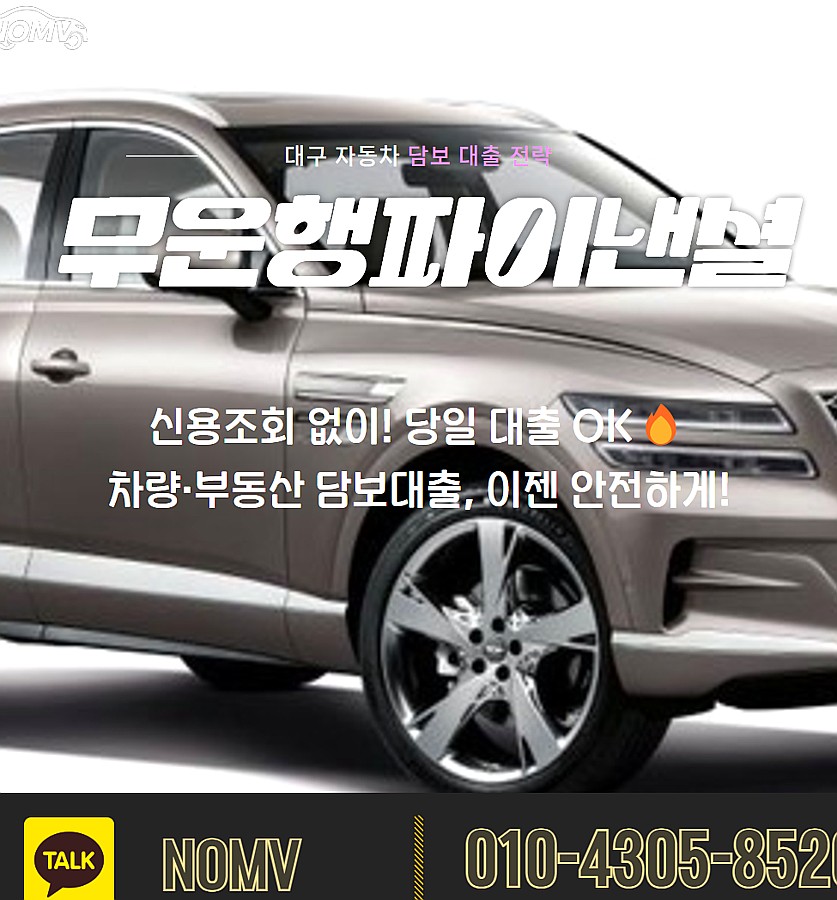 NOMV
대구 자동차 담보 대출 전략
무운행파이낸셜
신용조회 없이! 당일 대출 OK🔥
차량·부동산 담보대출, 이젠 안전하게!
TALK NOMV 010-4305-8520